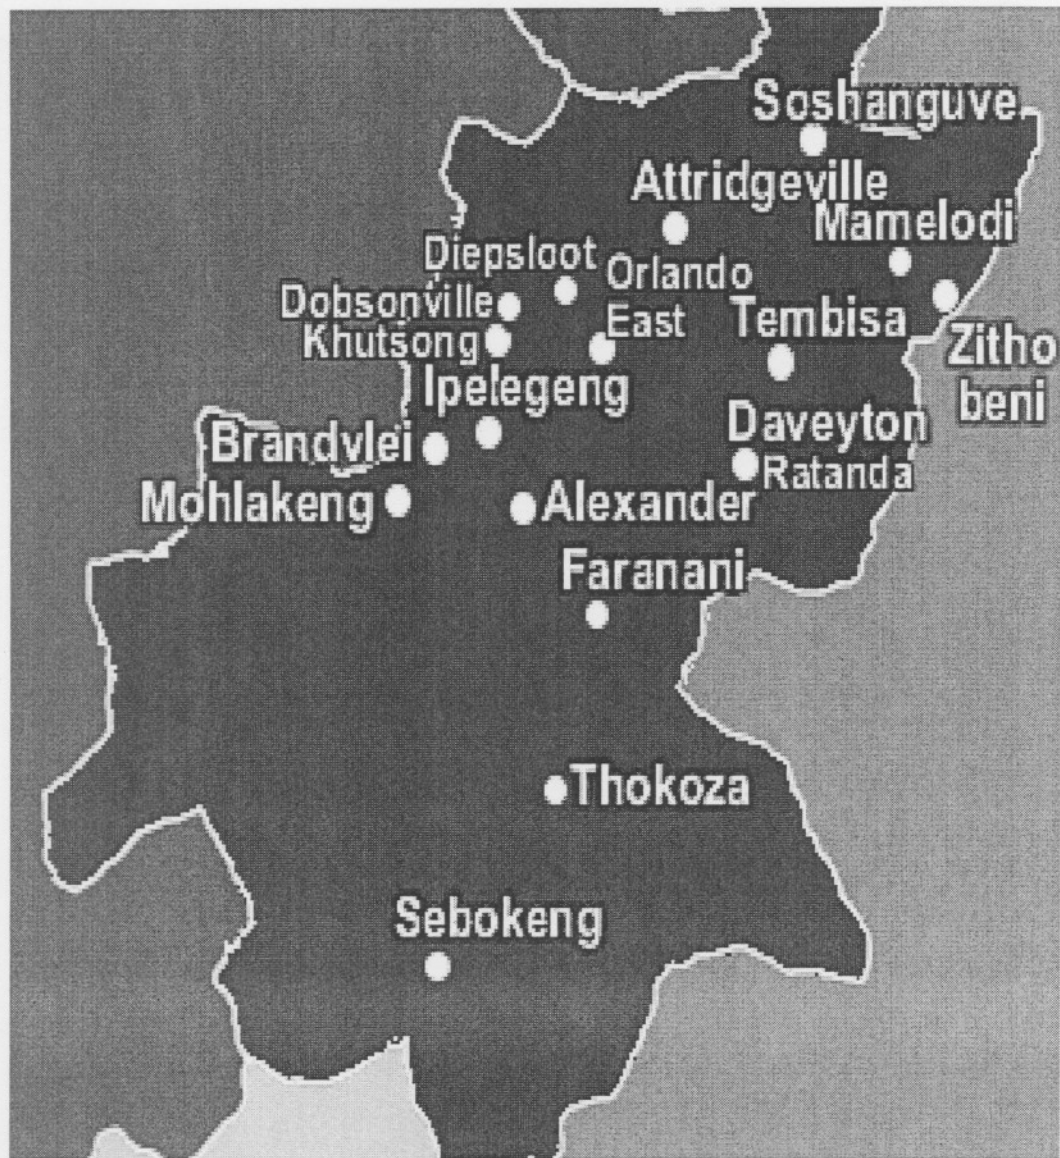 Soshanguve
Attridgeville
Mamelodi
Diepsloot
Orlando
East
Dobsonville
Tembisa
Khutsong
Zitho
beni
Ipelegeng
Daveyton
Brandvlei
Ratanda
Mohlakeng
Alexander
Faranani
Thokoza
Sebokeng